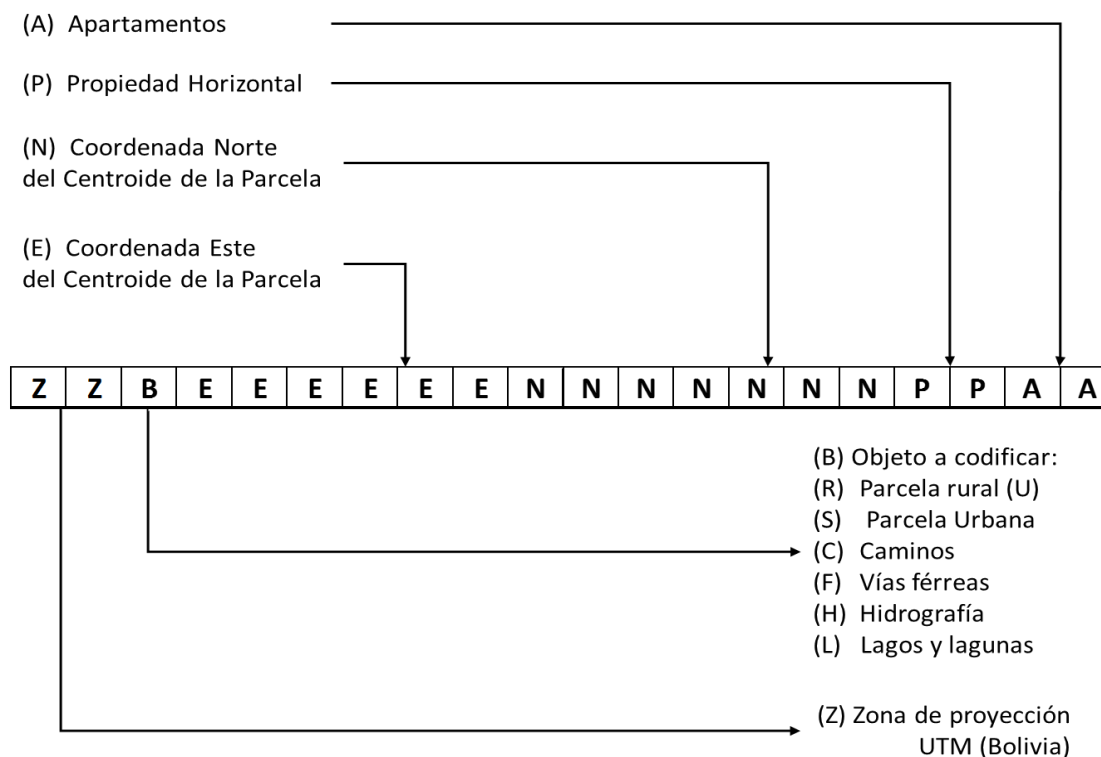 (A) Apartamentos
(P) Propiedad Horizontal
(N) Coordenada Norte
del Centroide de la Parcela
(E) Coordenada Este
del Centroide de la Parcela
Z Z B E E E E E E N N N N N N N P P A A
(B) Objeto a codificar:
(R) Parcela rural (U)
(S) Parcela Urbana
(C) Caminos
(F) Vías férreas
(H) Hidrografía
(L) Lagos y lagunas
(Z) Zona de proyección
UTM (Bolivia)